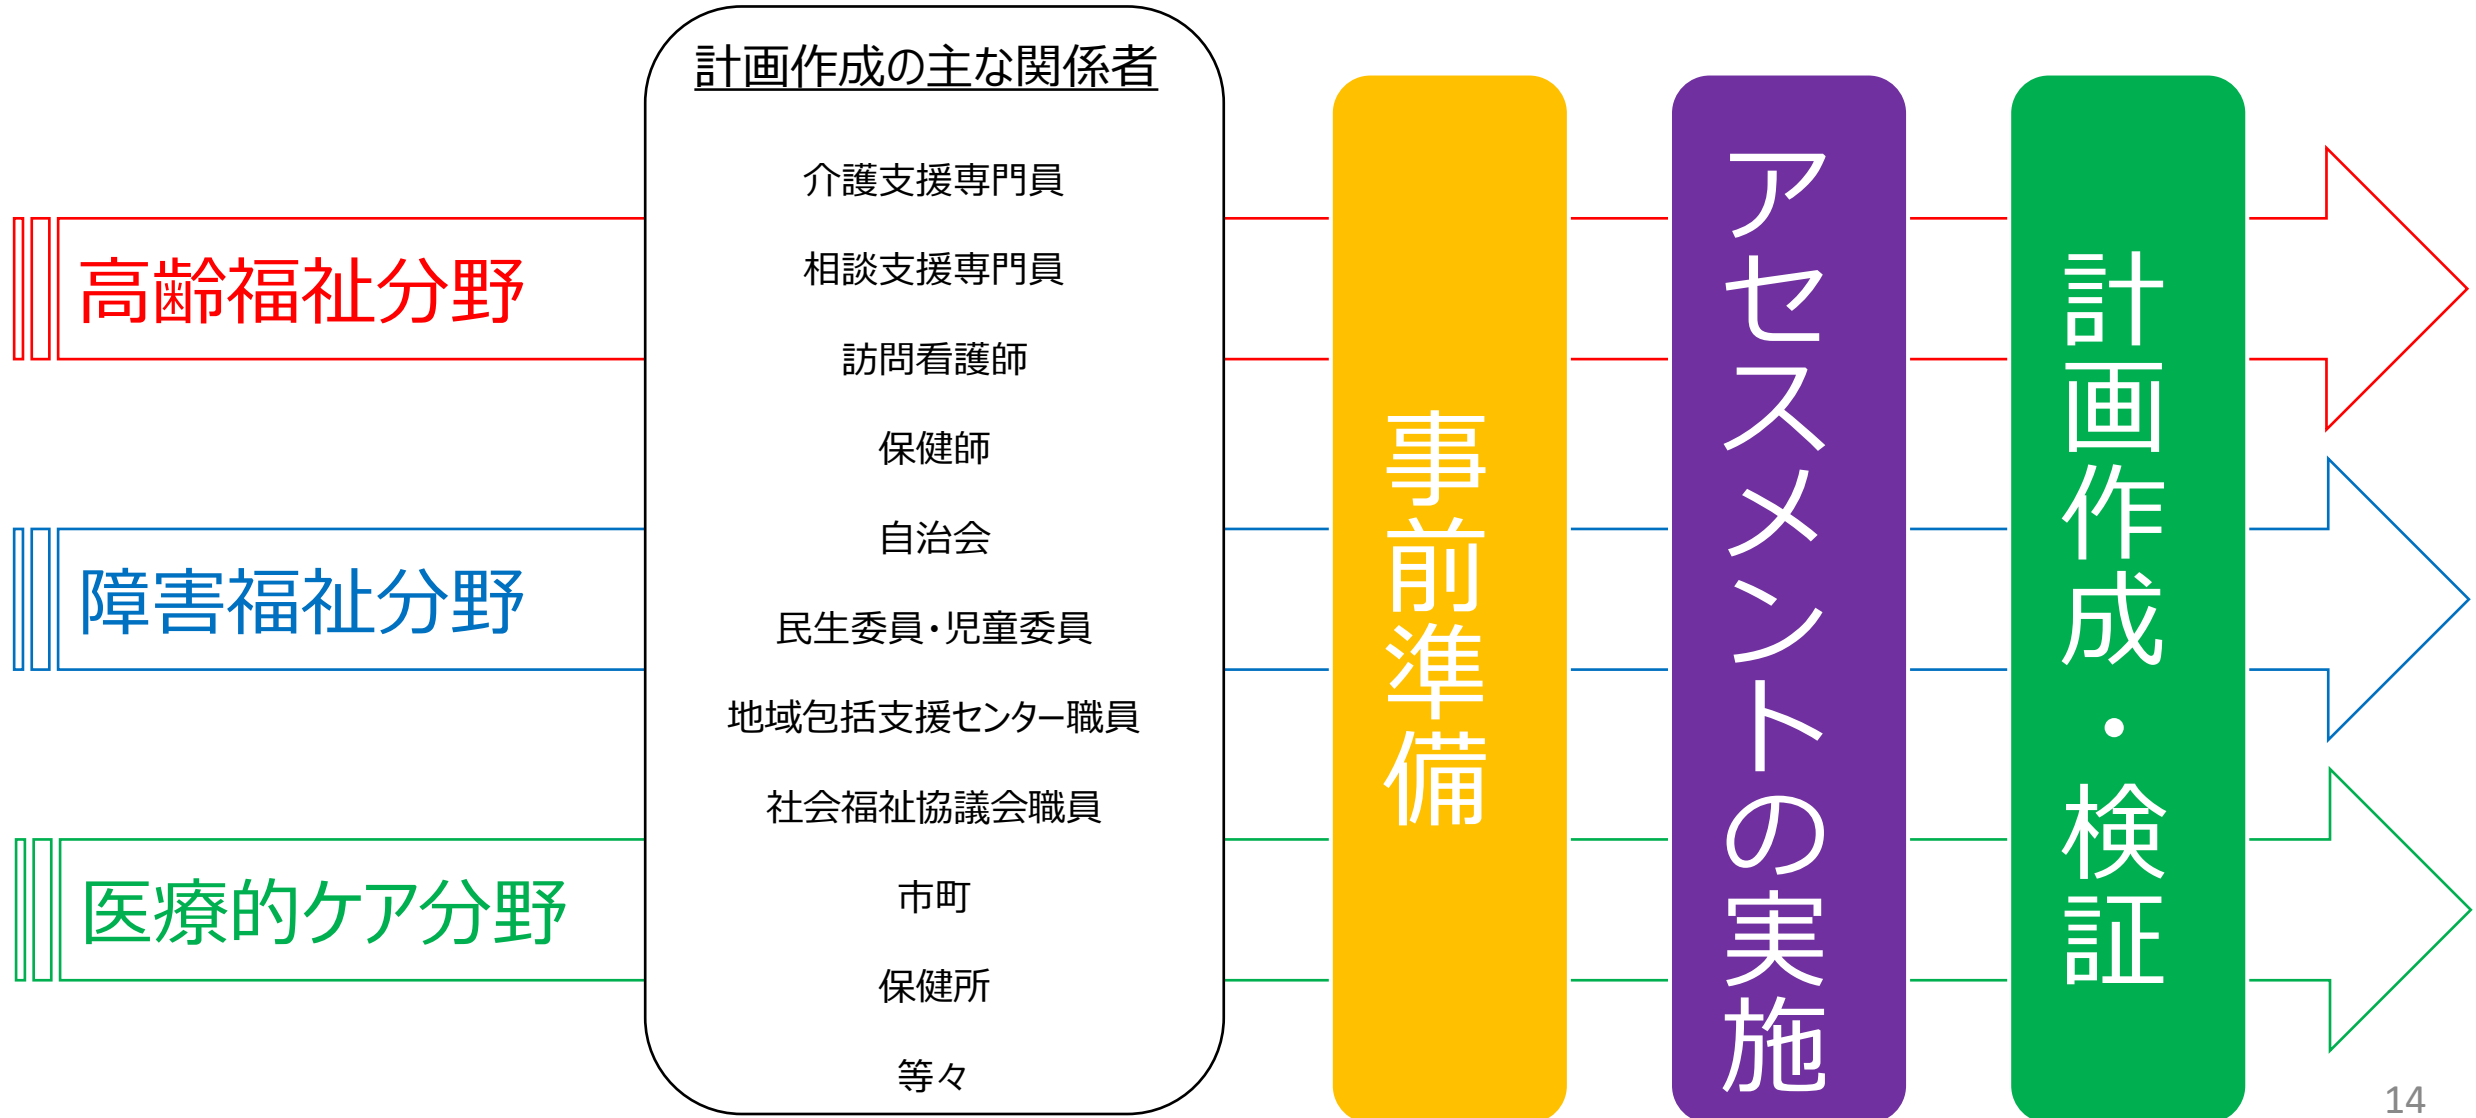 計画作成の主な関係者
介護支援専門員
相談支援専門員
訪問看護師
保健師
自治会
民生委員・児童委員
地域包括支援センター職員
社会福祉協議会職員
市町
保健所
等々
高齢福祉分野
障害福祉分野
医療的ケア分野
事前準備
アセスメントの実施
計画作成・検証
14